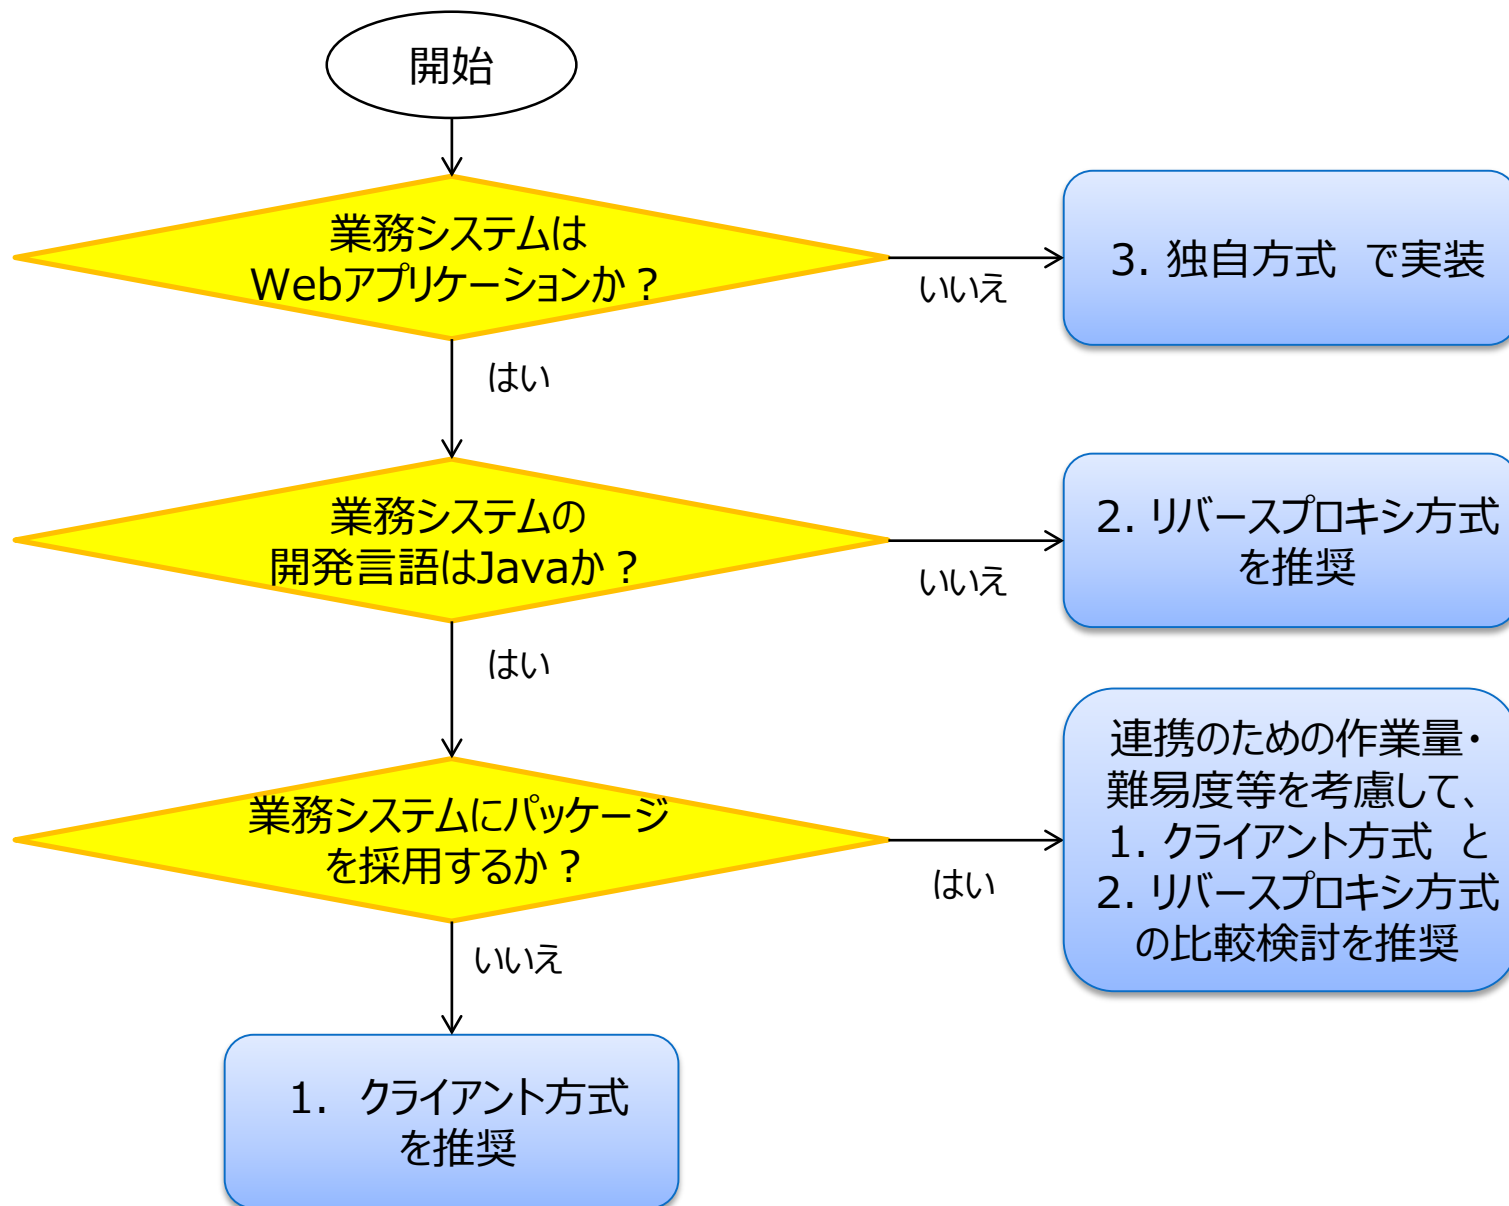 開始
業務システムは
Webアプリケーションか？
いいえ
3. 独自方式 で実装
はい
業務システムの
開発言語はJavaか？
いいえ
2. リバースプロキシ方式
を推奨
はい
業務システムにパッケージ
を採用するか？
はい
連携のための作業量・
難易度等を考慮して、
1. クライアント方式 と
2. リバースプロキシ方式
の比較検討を推奨
いいえ
1. クライアント方式
を推奨